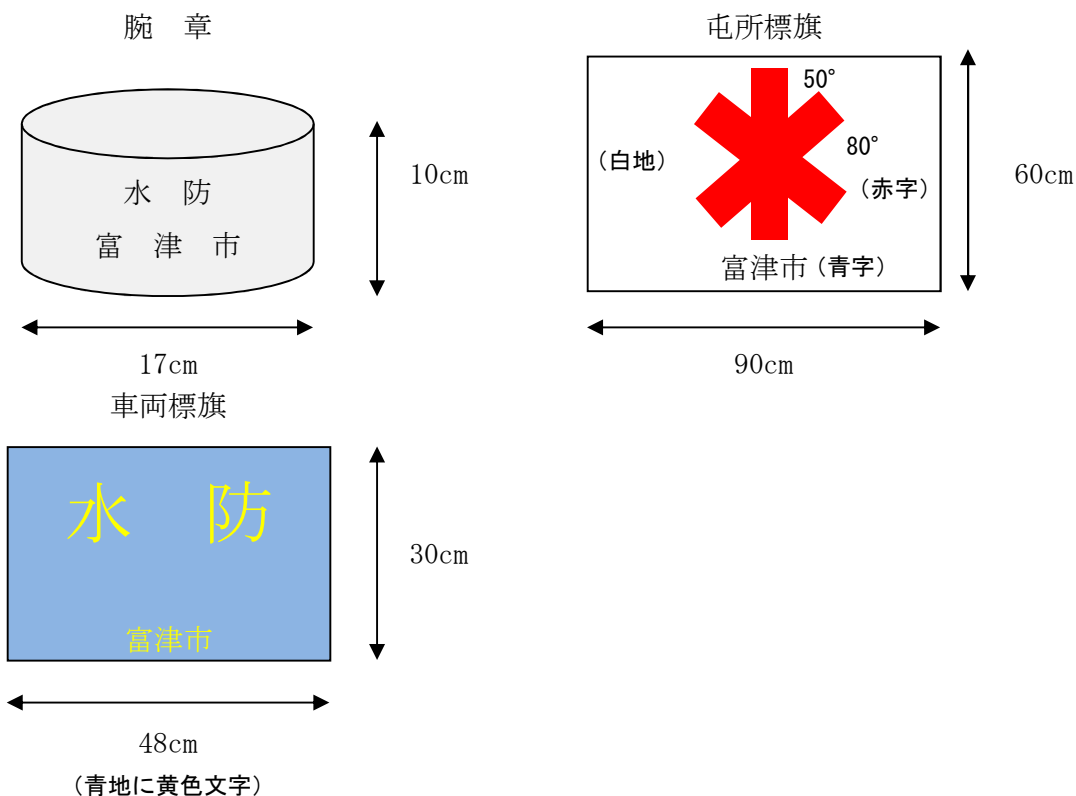 腕　章
水　防
富　津　市
10cm
17cm
屯所標旗
50°
80°
（白地）
（赤字）
富津市（青字）
60cm
90cm
車両標旗
水　防
富津市
30cm
48cm
（青地に黄色文字）